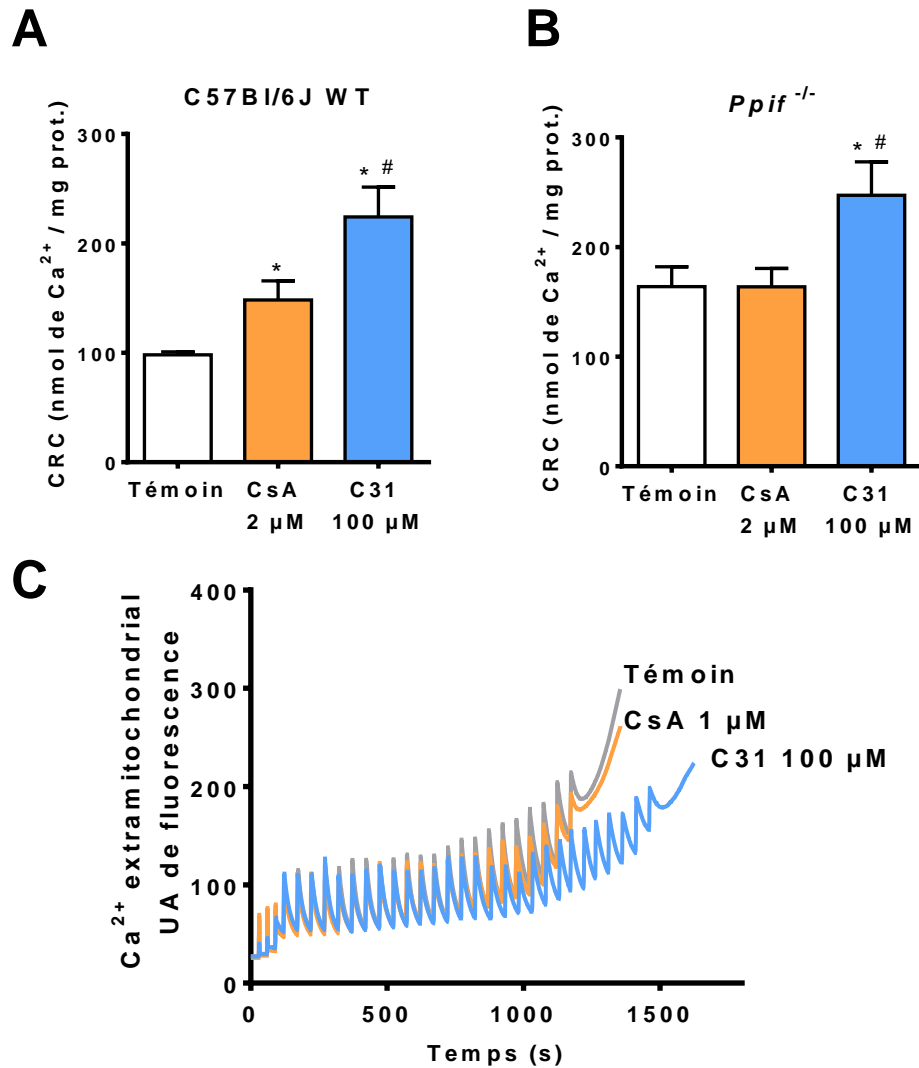 A
C57Bl/6J WT
CRC (nmol de Ca²⁺ / mg prot.)
300
200
100
0
*
* #
Témoin
CsA
2 µM
C31
100 µM
B
Ppif -/-
CRC (nmol de Ca²⁺ / mg prot.)
300
200
100
0
* #
Témoin
CsA
2 µM
C31
100 µM
C
Ca²⁺ extramitochondrial
UA de fluorescence
400
300
200
100
0
Témoin
CsA 1 µM
C31 100 µM
0
500
1000
1500
Temps (s)